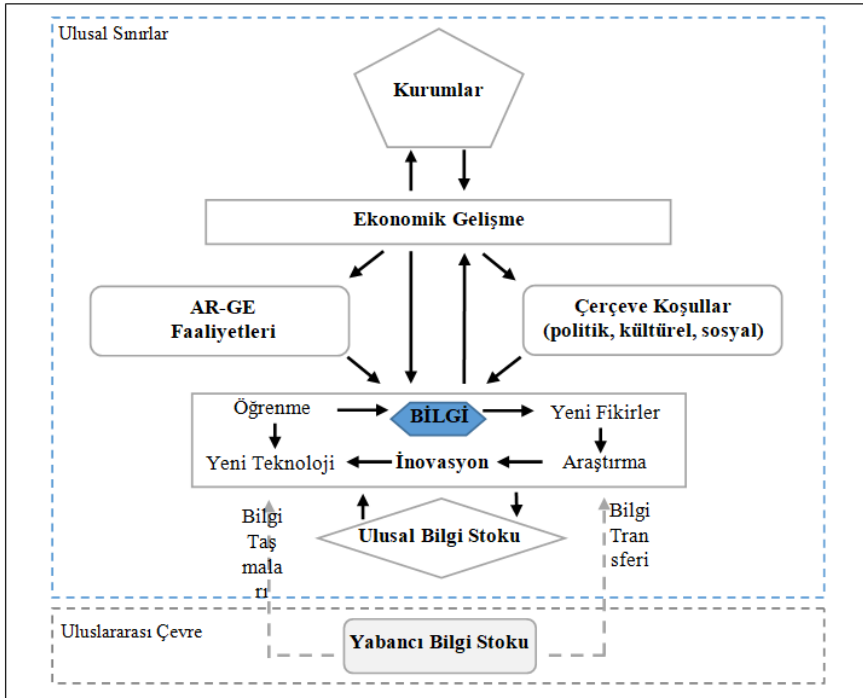 Ulusal Sınırlar
Kurumlar
Ekonomik Gelişme
AR-GE
Faaliyetleri
Çerçeve Koşullar
(politik, kültürel, sosyal)
Öğrenme
BİLGİ
Yeni Fikirler
Yeni Teknoloji
İnovasyon
Araştırma
Bilgi
Taş
mala
rı
Ulusal Bilgi Stoku
Bilgi
Tran
sferi
Uluslararası Çevre
Yabancı Bilgi Stoku